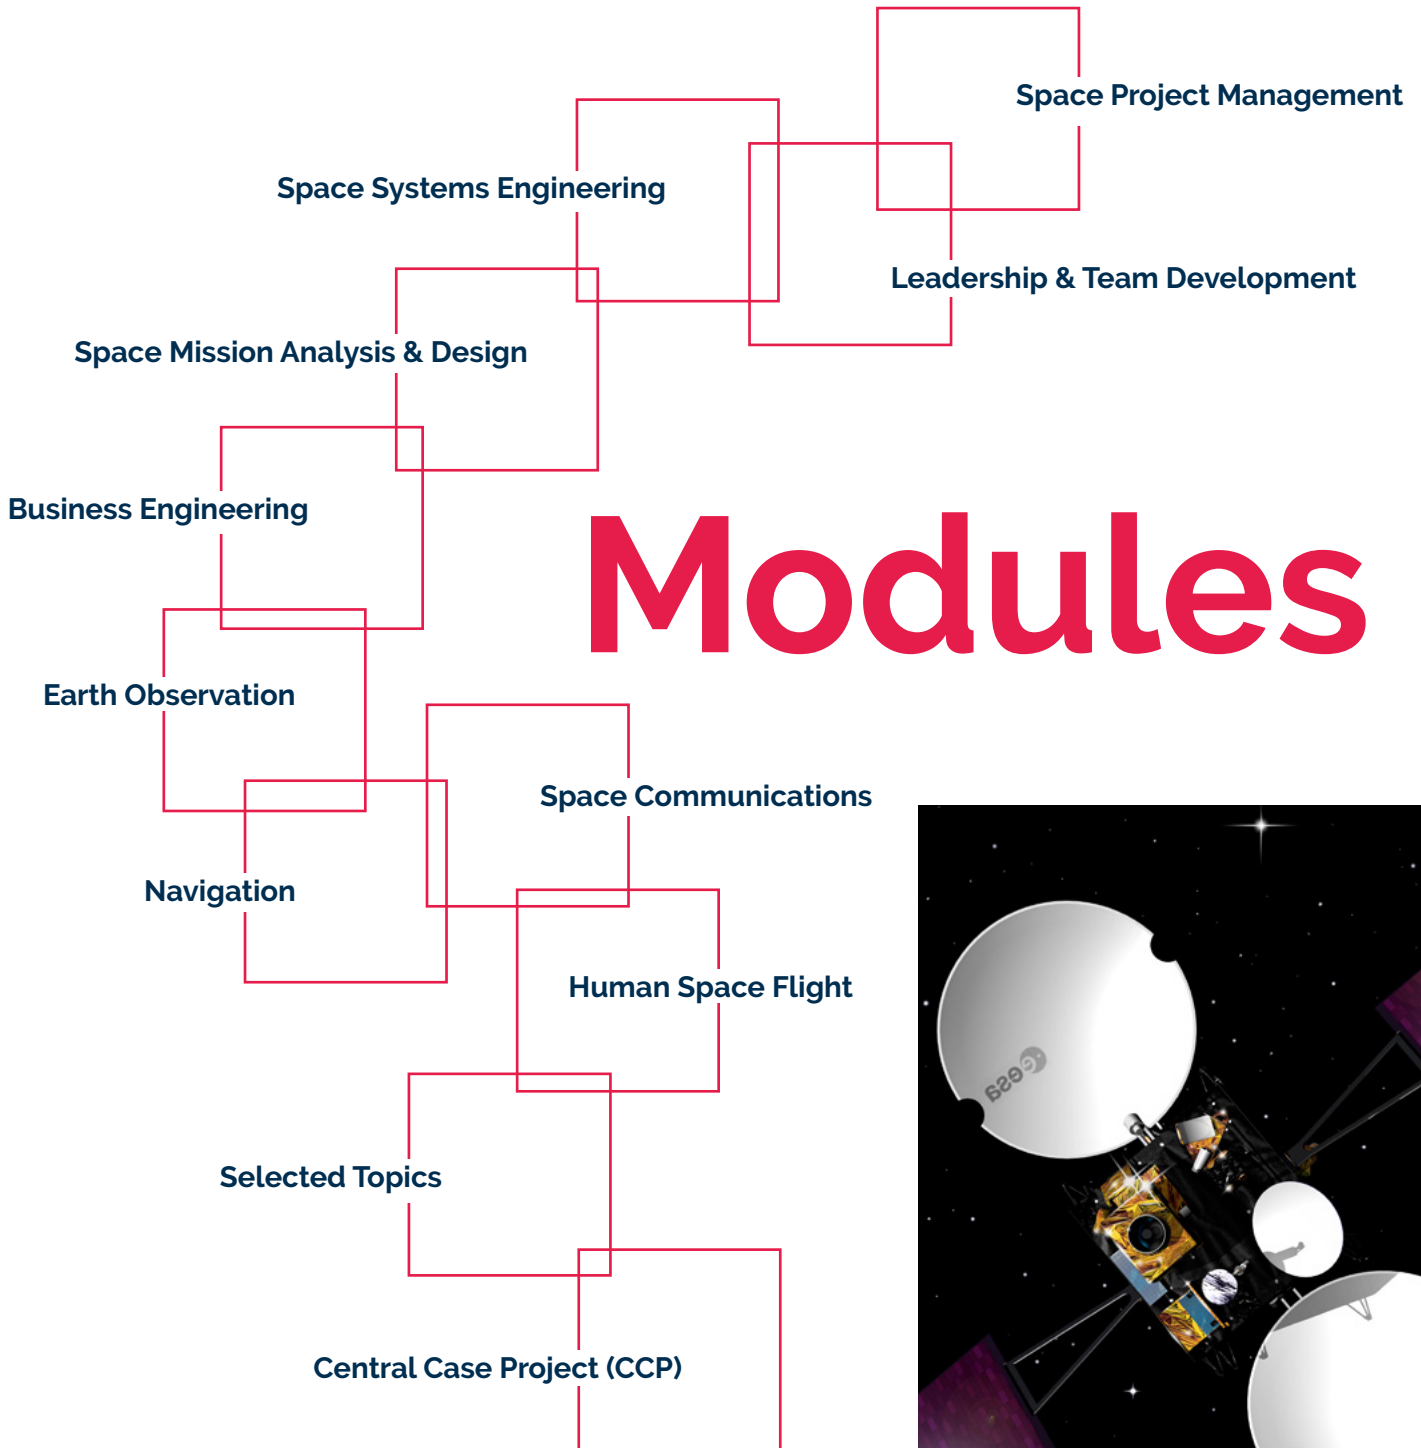 Space Project Management
Space Systems Engineering
Leadership & Team Development
Space Mission Analysis & Design
Business Engineering
Modules
Earth Observation
Space Communications
Navigation
Human Space Flight
esa
Selected Topics
Central Case Project (CCP)